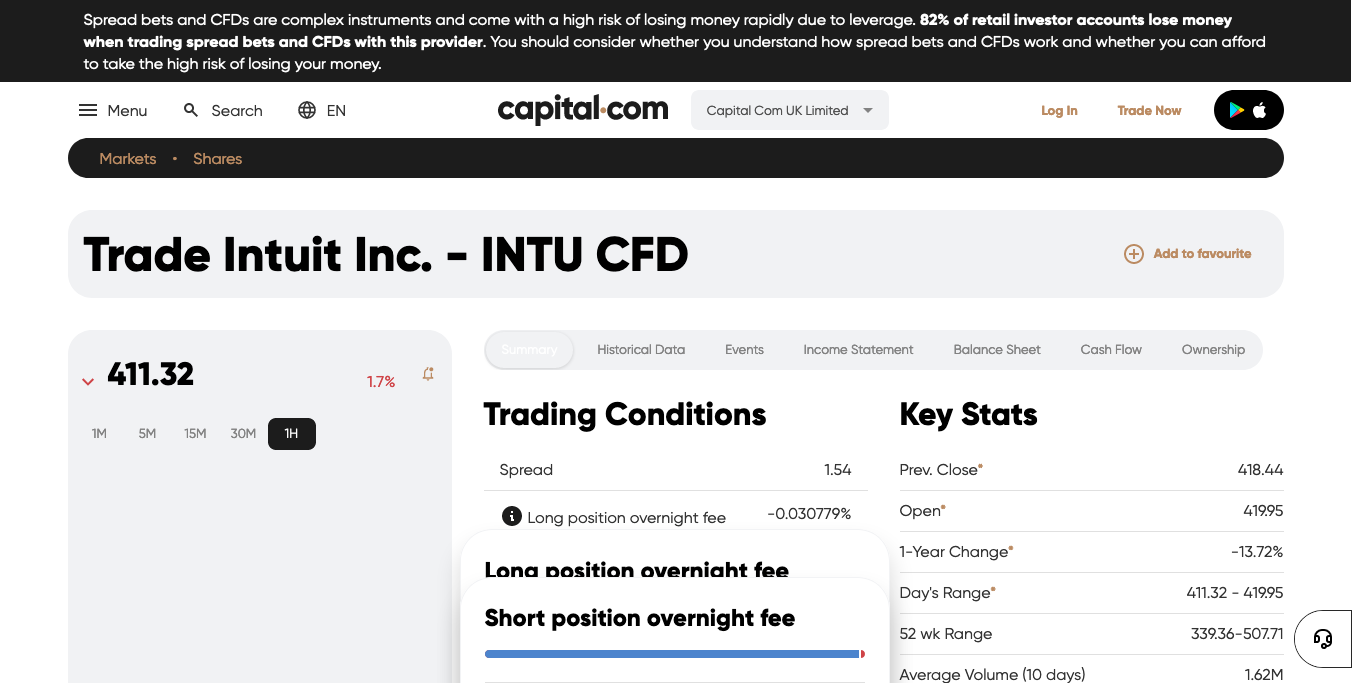 Spread bets and CFDs are complex instruments and come with a high risk of losing money rapidly due to leverage. 82% of retail investor accounts lose money
when trading spread bets and CFDs with this provider. You should consider whether you understand how spread bets and CFDs work and whether you can afford
to take the high risk of losing your money.
Menu
Search
EN
capital.com
Capital Com UK Limited
Log In
Trade Now
Markets
Shares
Trade Intuit Inc. - INTU CFD
Add to favourite
411.32
1.7%
1M 5M 15M 30M 1H
Summary
Historical Data
Events
Income Statement
Balance Sheet
Cash Flow
Ownership
Trading Conditions
Spread 1.54
Long position overnight fee -0.030779%
Long position overnight fee
Short position overnight fee
Key Stats
Prev. Close* 418.44
Open* 419.95
1-Year Change* -13.72%
Day's Range* 411.32 - 419.95
52 wk Range 339.36-507.71
Average Volume (10 days) 1.62M